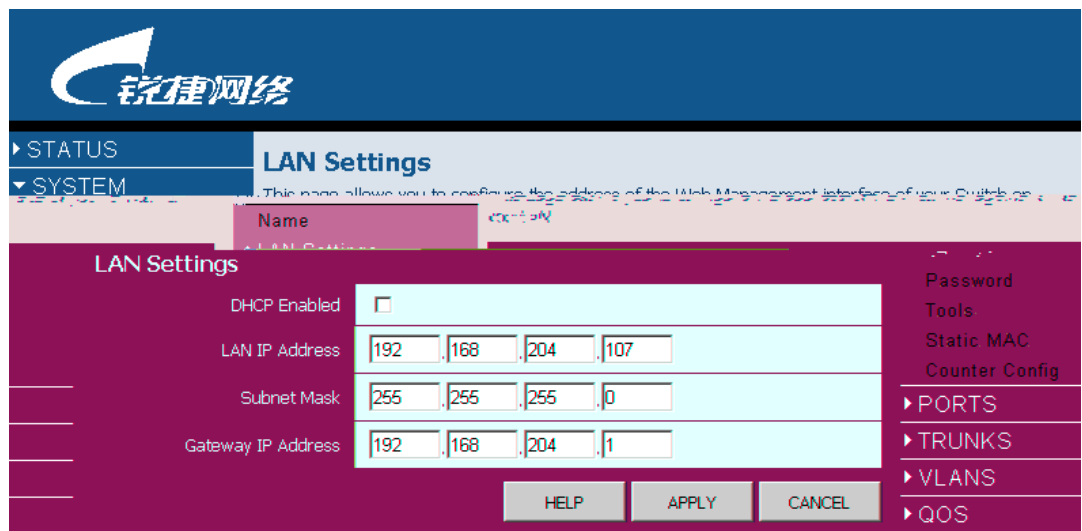 锐捷网络
STATUS
SYSTEM
LAN Settings
This page allows you to configure the address of the Web Management interface of your Switch on
Name
LAN Settings
LAN Settings
DHCP Enabled
LAN IP Address 192 .168 .204 .107
Subnet Mask 255 .255 .255 .0
Gateway IP Address 192 .168 .204 .1
HELP APPLY CANCEL
Password
Tools
Static MAC
Counter Config
PORTS
TRUNKS
VLANS
QOS